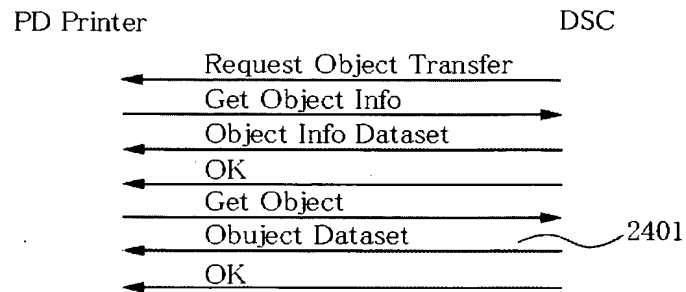 PD Printer DSC
Request Object Transfer
Get Object Info
Object Info Dataset
OK
Get Object
Obuject Dataset 2401
OK